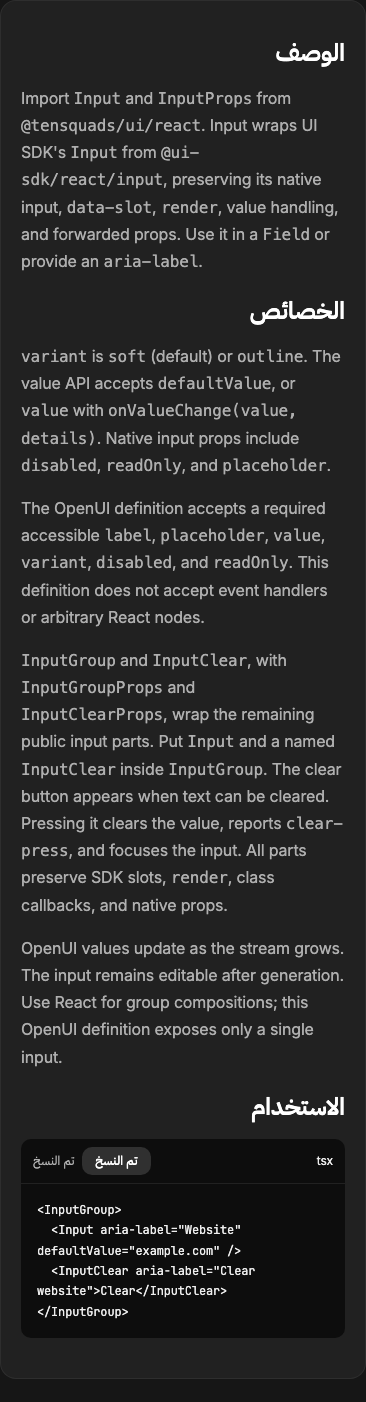 الوصف
Import Input and InputProps from
@tensquads/ui/react. Input wraps UI
SDK's Input from @ui-
sdk/react/input, preserving its native
input, data-slot, render, value handling,
and forwarded props. Use it in a Field or
provide an aria-label.
الخصائص
variant is soft (default) or outline. The
value API accepts defaultValue, or
value with onValueChange(value,
details). Native input props include
disabled, readOnly, and placeholder.
The OpenUI definition accepts a required
accessible label, placeholder, value,
variant, disabled, and readOnly. This
definition does not accept event handlers
or arbitrary React nodes.
InputGroup and InputClear, with
InputGroupProps and
InputClearProps, wrap the remaining
public input parts. Put Input and a named
InputClear inside InputGroup. The clear
button appears when text can be cleared.
Pressing it clears the value, reports clear-
press, and focuses the input. All parts
preserve SDK slots, render, class
callbacks, and native props.
OpenUI values update as the stream grows.
The input remains editable after generation.
Use React for group compositions; this
OpenUI definition exposes only a single
input.
الاستخدام
tsx تم النسخ تم النسخ
<InputGroup>
  <Input aria-label="Website"
defaultValue="example.com" />
  <InputClear aria-label="Clear
website">Clear</InputClear>
</InputGroup>